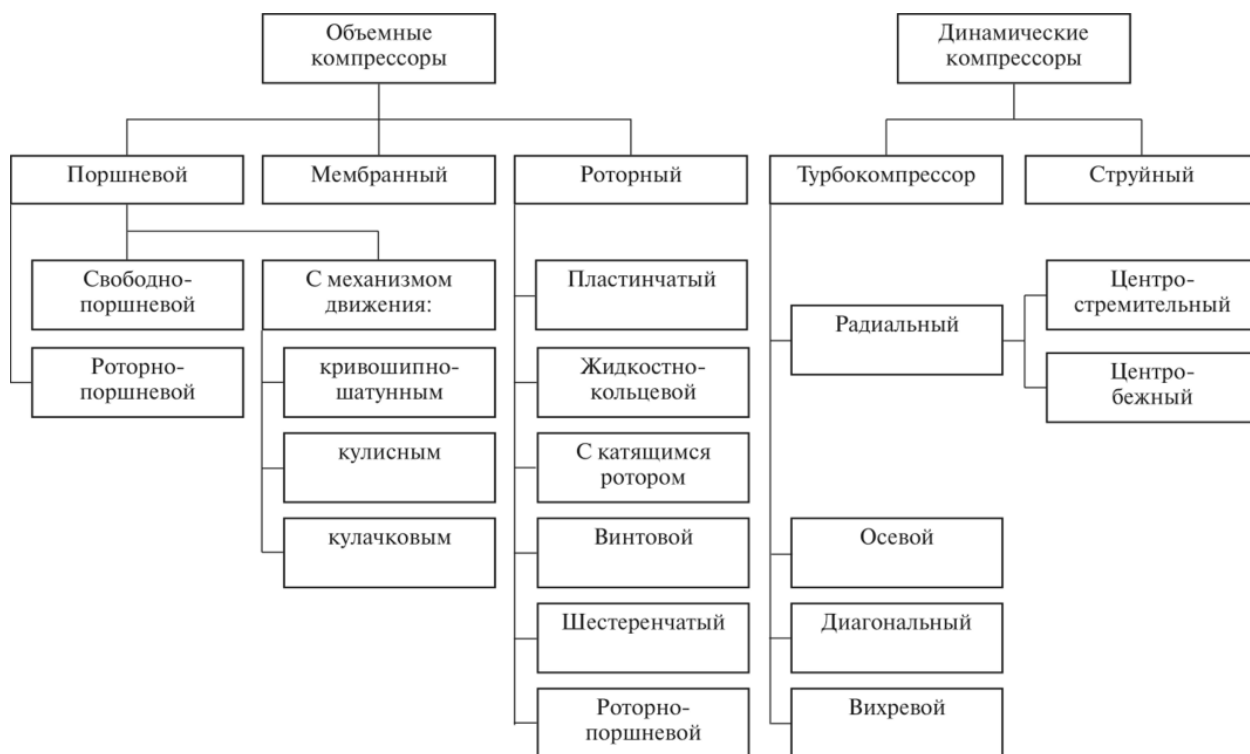 Объемные
компрессоры
Динамические
компрессоры
Поршневой
Мембранный
Роторный
Турбокомпрессор
Струйный
Свободно-
поршневой
С механизмом
движения:
Пластинчатый
Радиальный
Центро-
стремительный
Роторно-
поршневой
кривошипно-
шатунным
Жидкостно-
кольцевой
Центро-
бежный
кулисным
С катящимся
ротором
кулачковым
Винтовой
Осевой
Шестеренчатый
Диагональный
Роторно-
поршневой
Вихревой